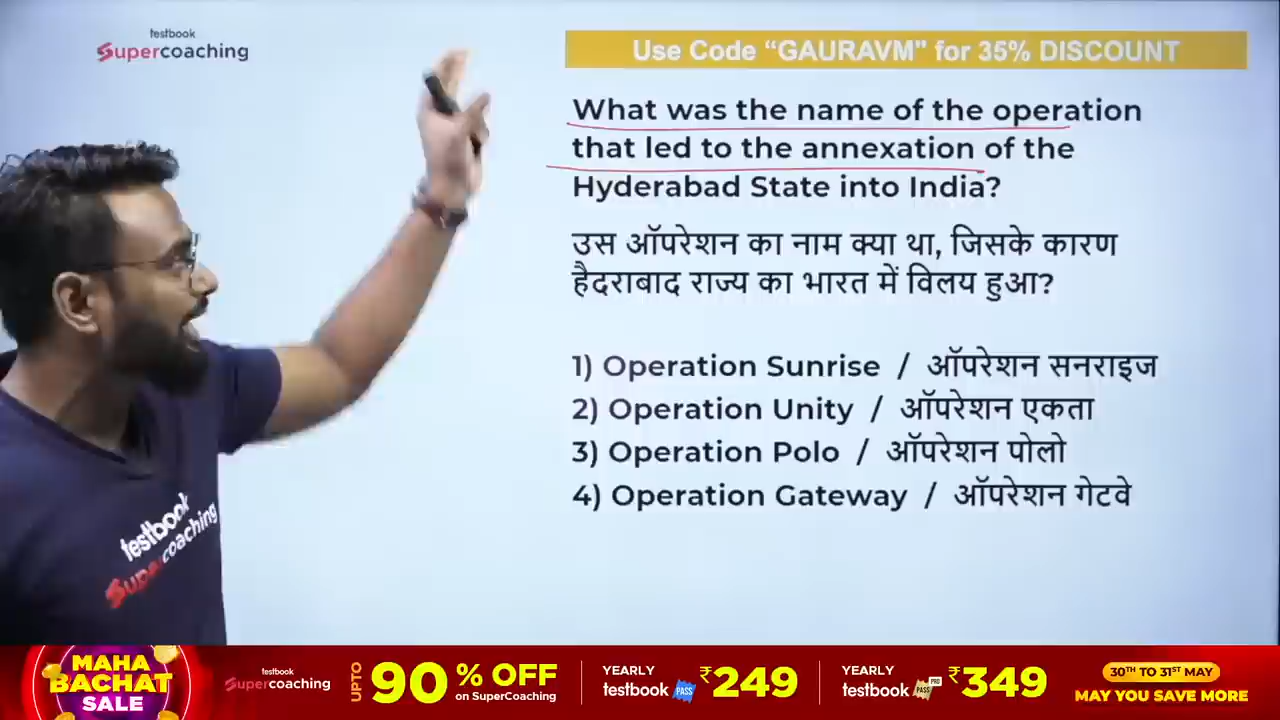 testbook
Supercoaching
Use Code “GAURAVM" for 35% DISCOUNT
What was the name of the operation
that led to the annexation of the
Hyderabad State into India?
उस ऑपरेशन का नाम क्या था, जिसके कारण
हैदराबाद राज्य का भारत में विलय हुआ?
1) Operation Sunrise / ऑपरेशन सनराइज
2) Operation Unity / ऑपरेशन एकता
3) Operation Polo / ऑपरेशन पोलो
4) Operation Gateway / ऑपरेशन गेटवे
testbook
Supercoaching
MAHA
BACHAT
SALE
testbook
Supercoaching
UPTO 90% OFF
on SuperCoaching
YEARLY
testbook PASS
₹249
YEARLY
testbook PASS PRO
₹349
30TH TO 31ST MAY
MAY YOU SAVE MORE